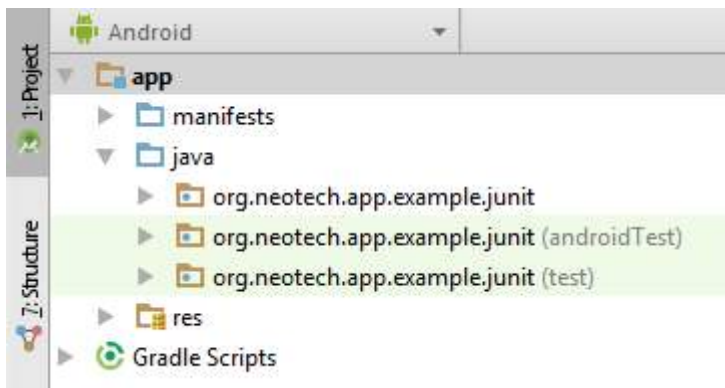 Android
1: Project
app
manifests
java
org.neotech.app.example.junit
org.neotech.app.example.junit (androidTest)
org.neotech.app.example.junit (test)
7: Structure
res
Gradle Scripts